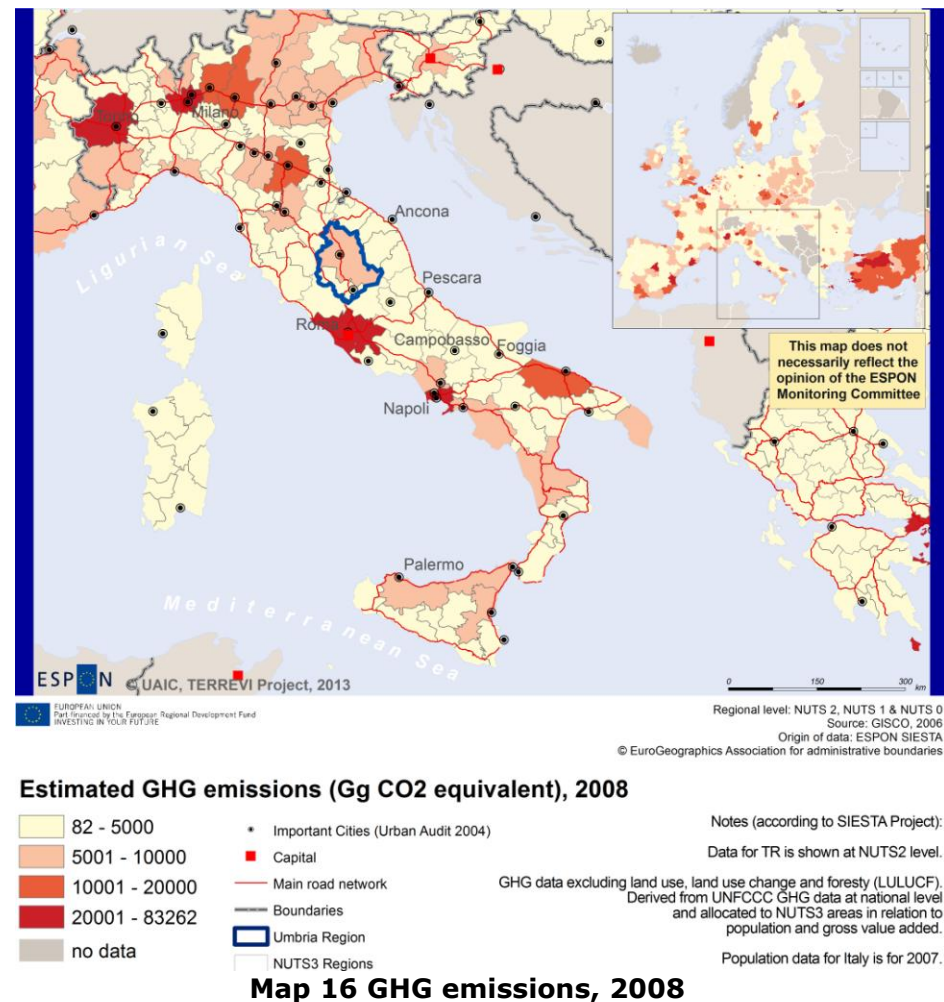 Torino
Milano
Ancona
Ligurian Sea
Pescara
Roma
Campobasso
Foggia
Napoli
Palermo
Mediterranean Sea
This map does not
necessarily reflect the
opinion of the ESPON
Monitoring Committee
ESPON
© UAIC, TERREVI Project, 2013
0 150 300
km
EUROPEAN UNION
Part financed by the European Regional Development Fund
INVESTING IN YOUR FUTURE
Regional level: NUTS 2, NUTS 1 & NUTS 0
Source: GISCO, 2006
Origin of data: ESPON SIESTA
© EuroGeographics Association for administrative boundaries
Estimated GHG emissions (Gg CO2 equivalent), 2008
82 - 5000
5001 - 10000
10001 - 20000
20001 - 83262
no data
Important Cities (Urban Audit 2004)
Capital
Main road network
Boundaries
Umbria Region
NUTS3 Regions
Notes (according to SIESTA Project):
Data for TR is shown at NUTS2 level.
GHG data excluding land use, land use change and foresty (LULUCF).
Derived from UNFCCC GHG data at national level
and allocated to NUTS3 areas in relation to
population and gross value added.
Population data for Italy is for 2007.
Map 16 GHG emissions, 2008